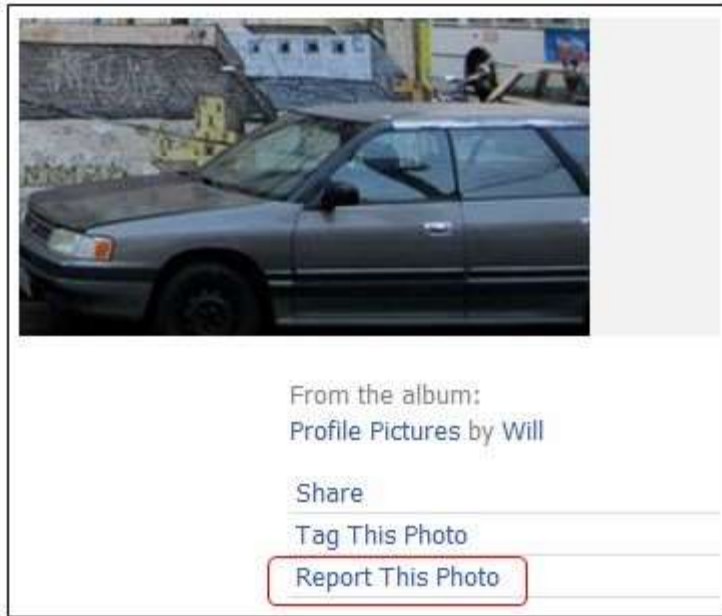 From the album:
Profile Pictures by Will
Share
Tag This Photo
Report This Photo